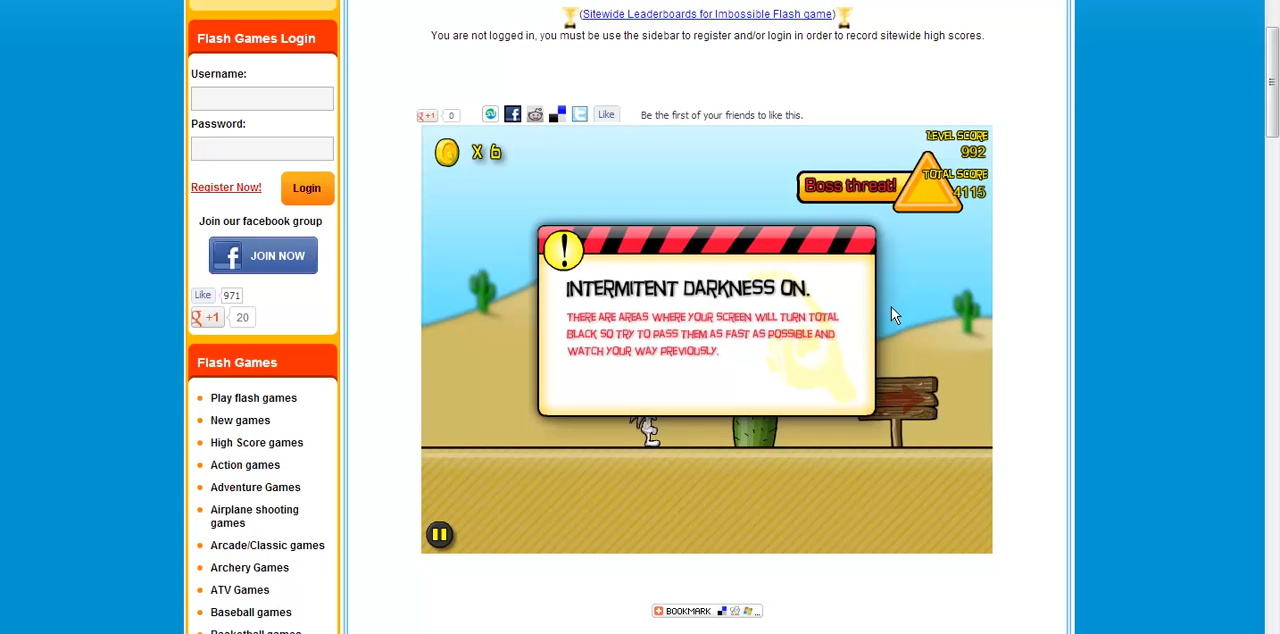 (Sitewide Leaderboards for Imbossible Flash game)
You are not logged in, you must be use the sidebar to register and/or login in order to record sitewide high scores.
Flash Games Login
Username:
Password:
Register Now!
Login
Join our facebook group
f JOIN NOW
Like 971
g +1 20
Flash Games
Play flash games
New games
High Score games
Action games
Adventure Games
Airplane shooting
games
Arcade/Classic games
Archery Games
ATV Games
Baseball games
Basketball games
g +1 0
Like
Be the first of your friends to like this.
X 6
LEVEL SCORE
992
Boss threat!
TOTAL SCORE
4115
!
INTERMITENT DARKNESS ON.
THERE ARE AREAS WHERE YOUR SCREEN WILL TURN TOTAL
BLACK SO TRY TO PASS THEM AS FAST AS POSSIBLE AND
WATCH YOUR WAY PREVIOUSLY.
BOOKMARK